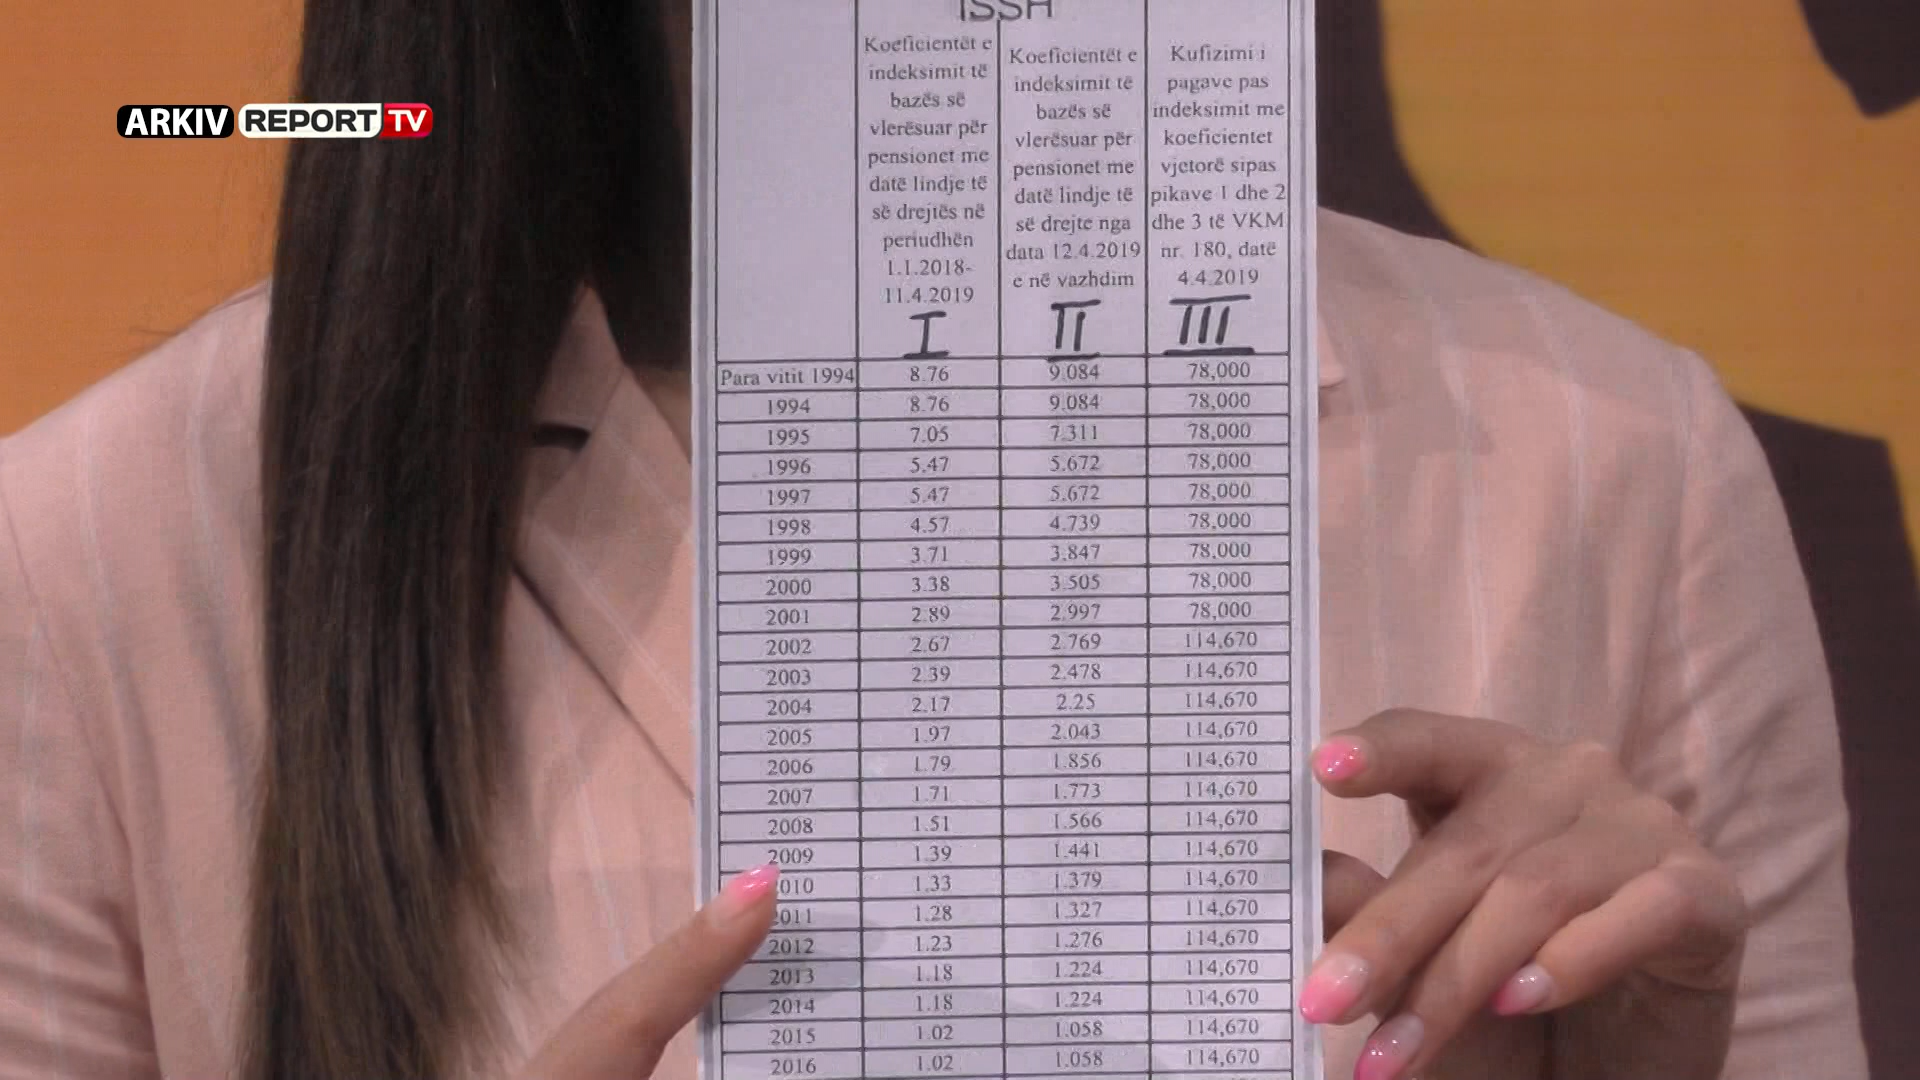 ISSH
Koeficientët e
indeksimit të
bazës së
vlerësuar për
pensionet me
datë lindje të
së drejtës në
periudhën
1.1.2018-
11.4.2019
I
Koeficientët e
indeksimit të
bazës së
vlerësuar për
pensionet me
datë lindje të
së drejte nga
data 12.4.2019
e në vazhdim
II
Kufizimi i
pagave pas
indeksimit me
koeficientet
vjetorë sipas
pikave 1 dhe 2
dhe 3 të VKM
nr. 180, datë
4.4.2019
III
ARKIV REPORT TV
Para vitit 1994 8.76 9.084 78,000
1994 8.76 9.084 78,000
1995 7.05 7.311 78,000
1996 5.47 5.672 78,000
1997 5.47 5.672 78,000
1998 4.57 4.739 78,000
1999 3.71 3.847 78,000
2000 3.38 3.505 78,000
2001 2.89 2.997 78,000
2002 2.67 2.769 114,670
2003 2.39 2.478 114,670
2004 2.17 2.25 114,670
2005 1.97 2.043 114,670
2006 1.79 1.856 114,670
2007 1.71 1.773 114,670
2008 1.51 1.566 114,670
2009 1.39 1.441 114,670
2010 1.33 1.379 114,670
2011 1.28 1.327 114,670
2012 1.23 1.276 114,670
2013 1.18 1.224 114,670
2014 1.18 1.224 114,670
2015 1.02 1.058 114,670
2016 1.02 1.058 114,670